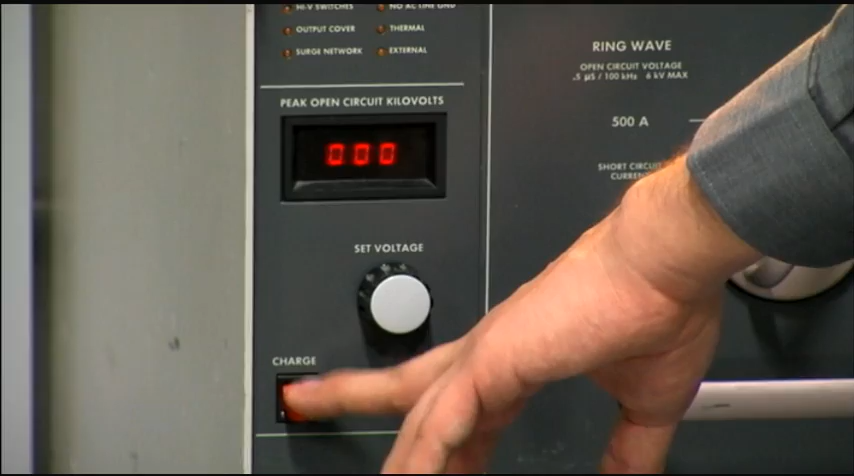 HI-V SWITCHES
NO AC LINE GND
OUTPUT COVER
THERMAL
SURGE NETWORK
EXTERNAL
PEAK OPEN CIRCUIT KILOVOLTS
000
SET VOLTAGE
CHARGE
RING WAVE
OPEN CIRCUIT VOLTAGE
.5 µS / 100 kHz 6 kV MAX
500 A
SHORT CIRCUIT